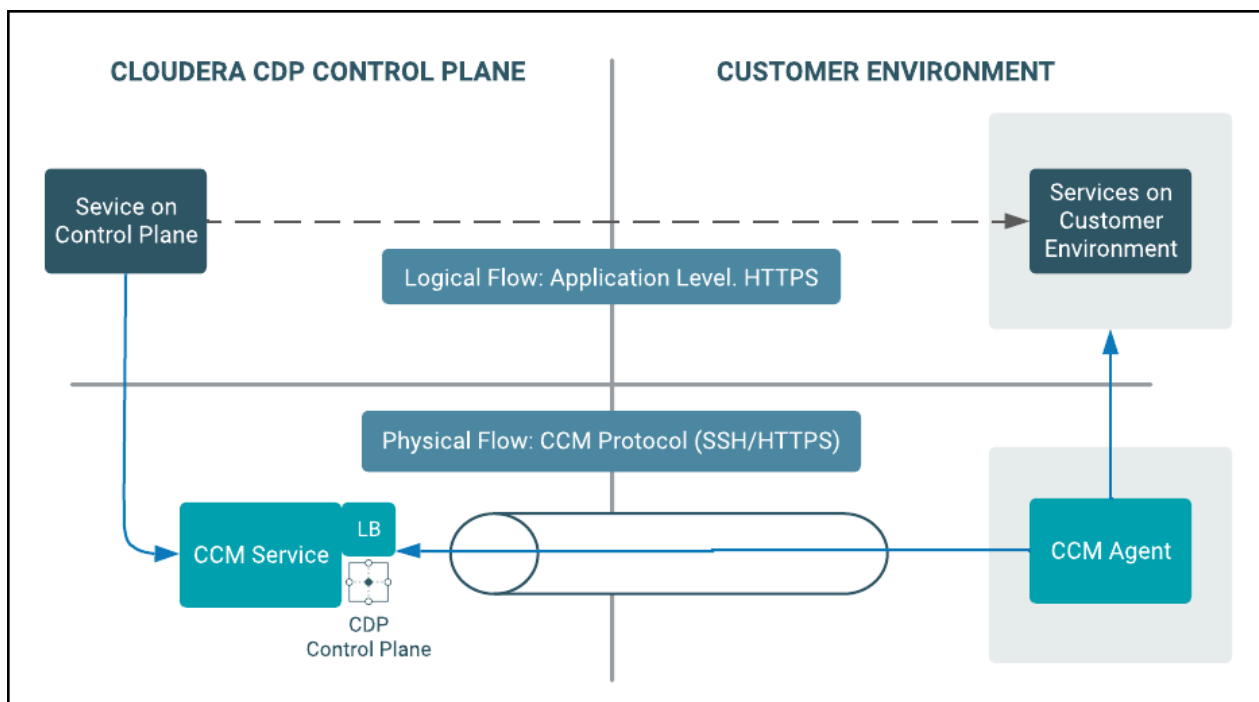 CLOUDERA CDP CONTROL PLANE
CUSTOMER ENVIRONMENT
Sevice on
Control Plane
Services on
Customer
Environment
Logical Flow: Application Level. HTTPS
Physical Flow: CCM Protocol (SSH/HTTPS)
CCM Service
LB
CDP
Control Plane
CCM Agent